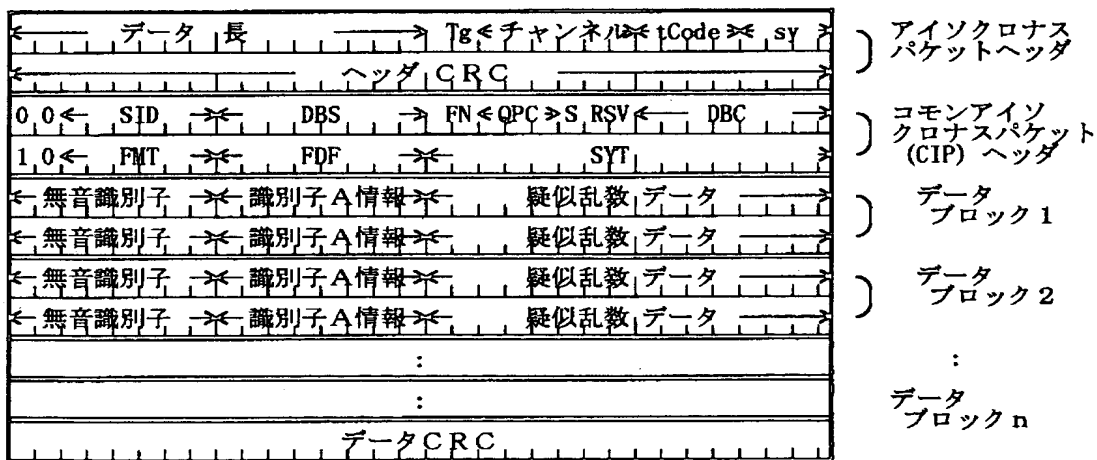 データ長 Tg チャンネル tCode sy
アイソクロナス
パケットヘッダ
ヘッダCRC
0 0 SID DBS FN QPC S RSV DBC
コモンアイソ
クロナスパケット
(CIP) ヘッダ
1 0 FMT FDF SYT
無音識別子 識別子A情報 疑似乱数データ
データ
ブロック1
無音識別子 識別子A情報 疑似乱数データ
無音識別子 識別子A情報 疑似乱数データ
データ
ブロック2
無音識別子 識別子A情報 疑似乱数データ
:
:
:
データ
ブロックn
データCRC